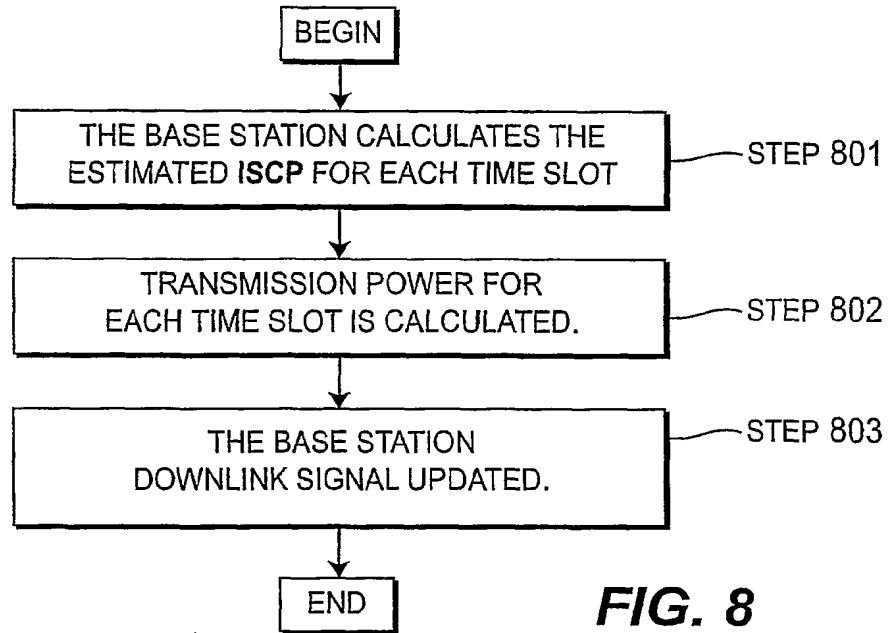 BEGIN
THE BASE STATION CALCULATES THE
ESTIMATED ISCP FOR EACH TIME SLOT
STEP 801
TRANSMISSION POWER FOR
EACH TIME SLOT IS CALCULATED.
STEP 802
THE BASE STATION
DOWNLINK SIGNAL UPDATED.
STEP 803
END
FIG. 8